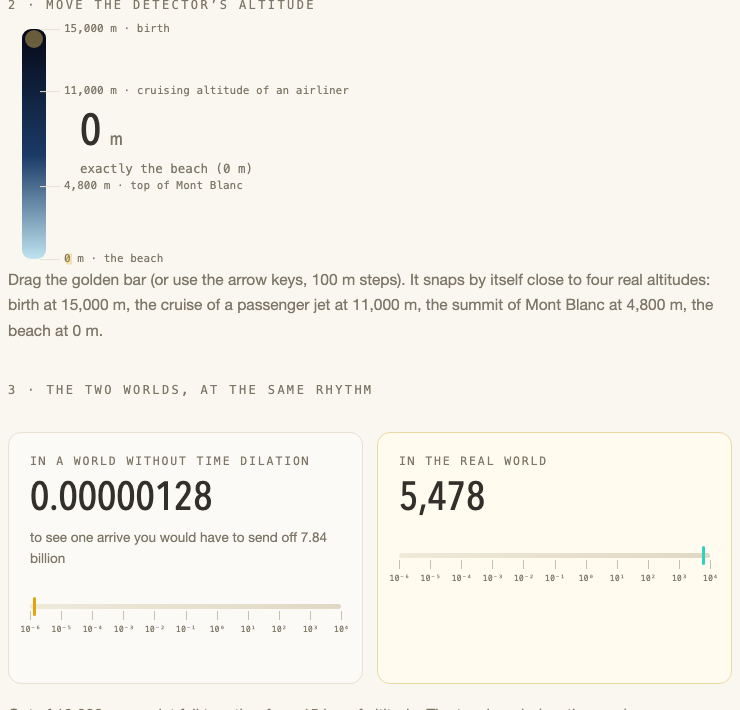 2 · MOVE THE DETECTOR’S ALTITUDE
15,000 m · birth
11,000 m · cruising altitude of an airliner
0 m
exactly the beach (0 m)
4,800 m · top of Mont Blanc
0 m · the beach
Drag the golden bar (or use the arrow keys, 100 m steps). It snaps by itself close to four real altitudes:
birth at 15,000 m, the cruise of a passenger jet at 11,000 m, the summit of Mont Blanc at 4,800 m, the
beach at 0 m.
3 · THE TWO WORLDS, AT THE SAME RHYTHM
IN A WORLD WITHOUT TIME DILATION
0.00000128
to see one arrive you would have to send off 7.84
billion
10⁻⁶ 10⁻⁵ 10⁻⁴ 10⁻³ 10⁻² 10⁻¹ 10⁰ 10¹ 10² 10³ 10⁴
IN THE REAL WORLD
5,478
10⁻⁶ 10⁻⁵ 10⁻⁴ 10⁻³ 10⁻² 10⁻¹ 10⁰ 10¹ 10² 10³ 10⁴